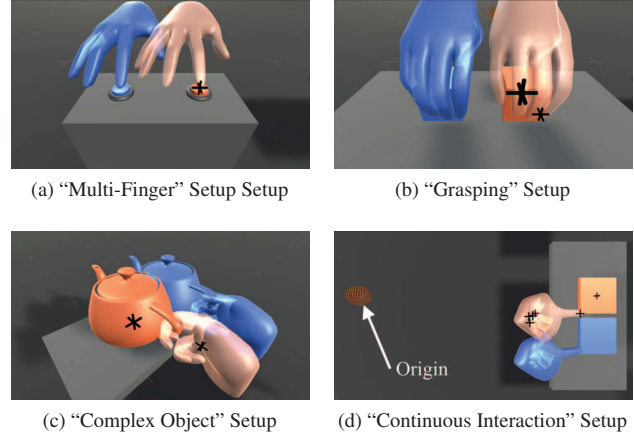 (a) “Multi-Finger” Setup Setup
(b) “Grasping” Setup
Origin
(c) “Complex Object” Setup
(d) “Continuous Interaction” Setup